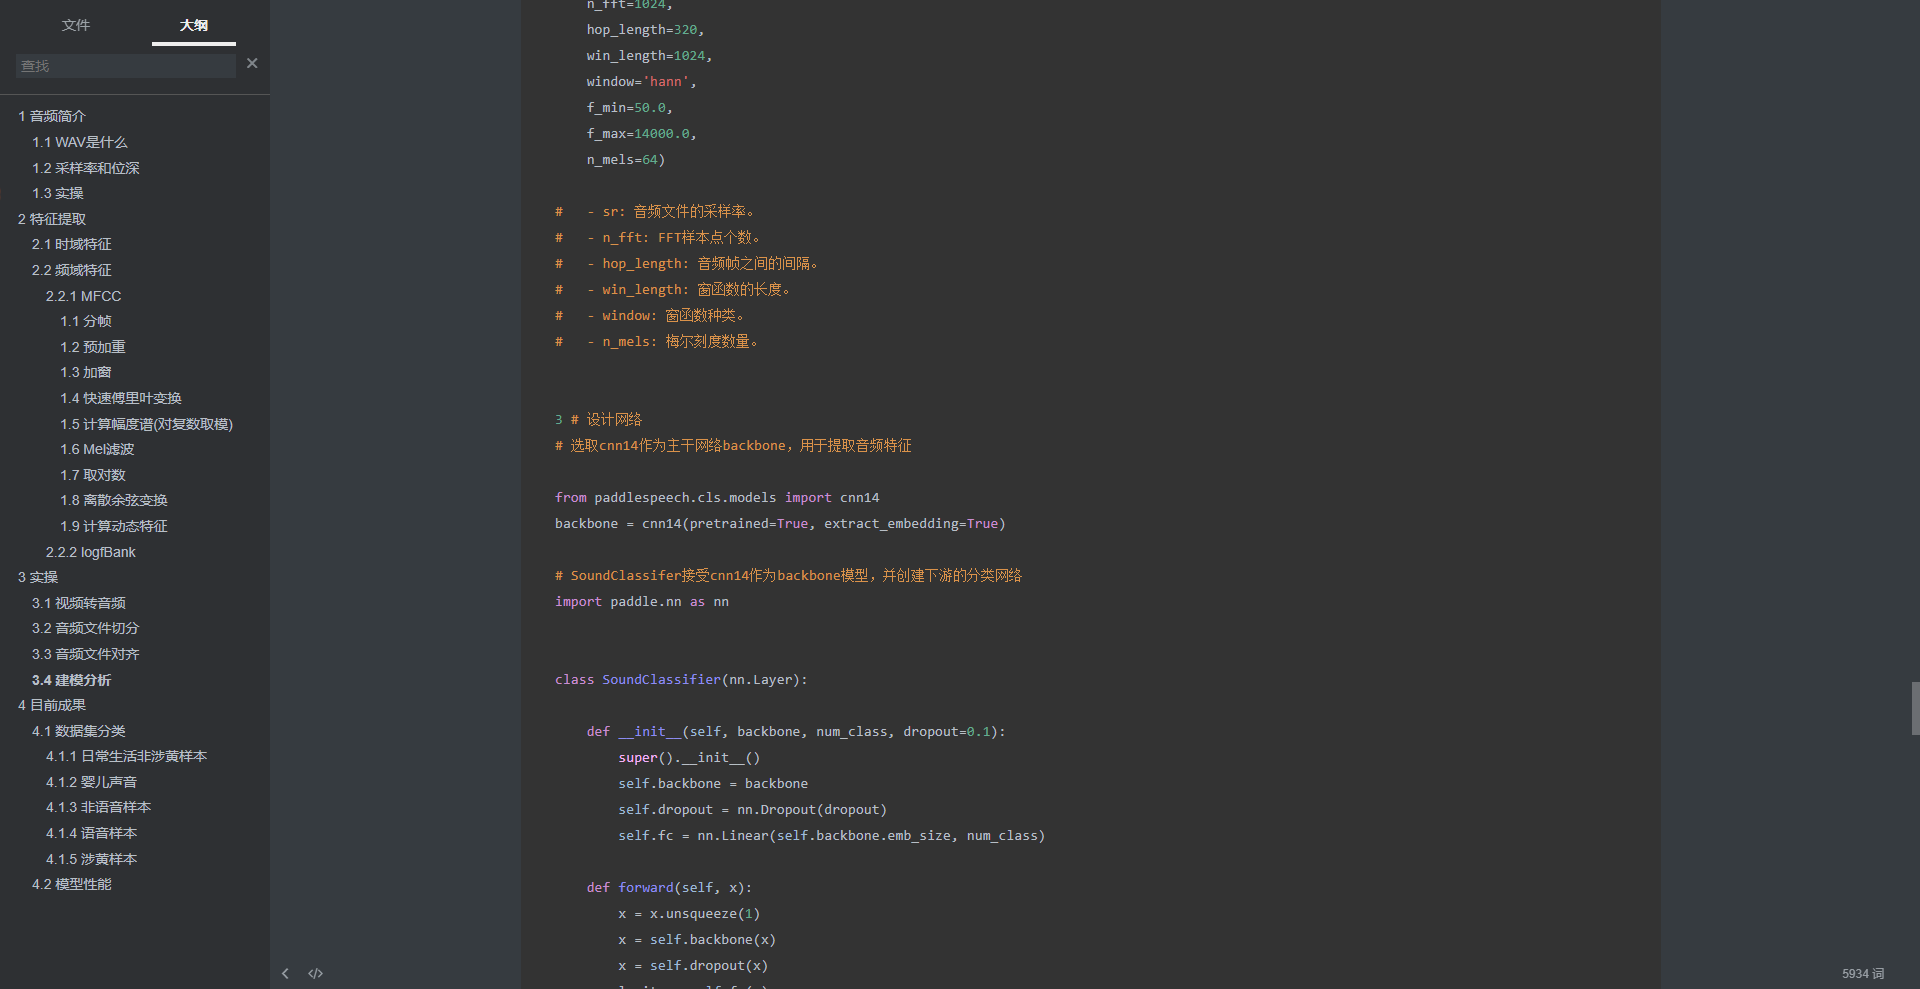 文件
大纲
查找
1 音频简介
1.1 WAV是什么
1.2 采样率和位深
1.3 实操
2 特征提取
2.1 时域特征
2.2 频域特征
2.2.1 MFCC
1.1 分帧
1.2 预加重
1.3 加窗
1.4 快速傅里叶变换
1.5 计算幅度谱(对复数取模)
1.6 Mel滤波
1.7 取对数
1.8 离散余弦变换
1.9 计算动态特征
2.2.2 logfBank
3 实操
3.1 视频转音频
3.2 音频文件切分
3.3 音频文件对齐
3.4 建模分析
4 目前成果
4.1 数据集分类
4.1.1 日常生活非涉黄样本
4.1.2 婴儿声音
4.1.3 非语音样本
4.1.4 语音样本
4.1.5 涉黄样本
4.2 模型性能
n_fft=1024,
hop_length=320,
win_length=1024,
window='hann',
f_min=50.0,
f_max=14000.0,
n_mels=64)
#   - sr: 音频文件的采样率。
#   - n_fft: FFT样本点个数。
#   - hop_length: 音频帧之间的间隔。
#   - win_length: 窗函数的长度。
#   - window: 窗函数种类。
#   - n_mels: 梅尔刻度数量。
3 # 设计网络
# 选取cnn14作为主干网络backbone，用于提取音频特征
from paddlespeech.cls.models import cnn14
backbone = cnn14(pretrained=True, extract_embedding=True)
# SoundClassifer接受cnn14作为backbone模型，并创建下游的分类网络
import paddle.nn as nn
class SoundClassifier(nn.Layer):
def __init__(self, backbone, num_class, dropout=0.1):
super().__init__()
self.backbone = backbone
self.dropout = nn.Dropout(dropout)
self.fc = nn.Linear(self.backbone.emb_size, num_class)
def forward(self, x):
x = x.unsqueeze(1)
x = self.backbone(x)
x = self.dropout(x)
5934 词